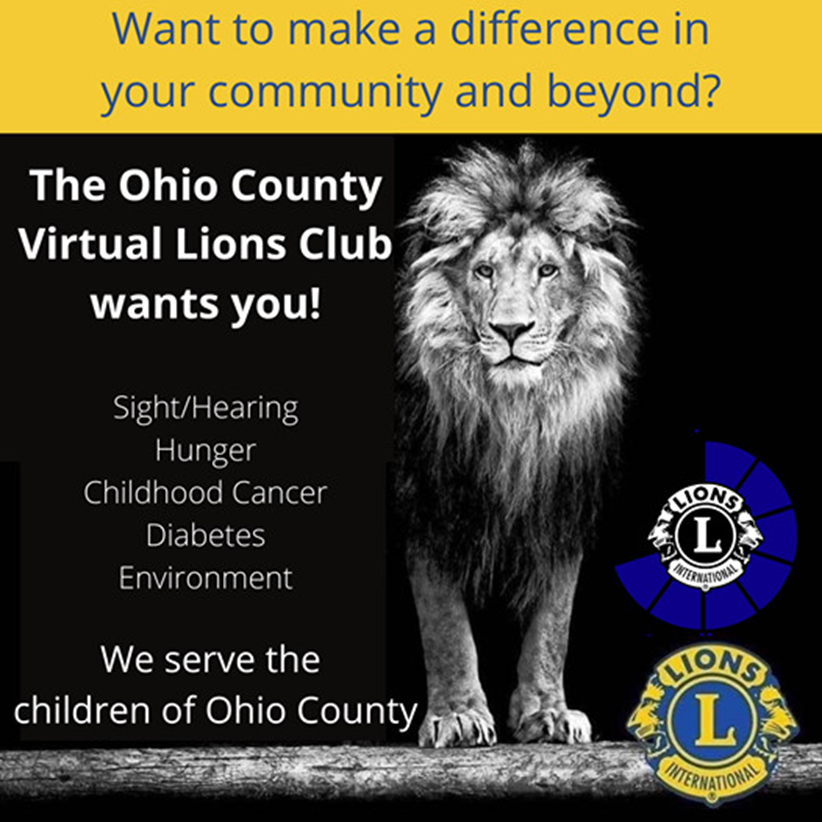 Want to make a difference in
your community and beyond?
The Ohio County
Virtual Lions Club
wants you!
Sight/Hearing
Hunger
Childhood Cancer
Diabetes
Environment
We serve the
children of Ohio County
LIONS
L
INTERNATIONAL
LIONS
L
INTERNATIONAL
®